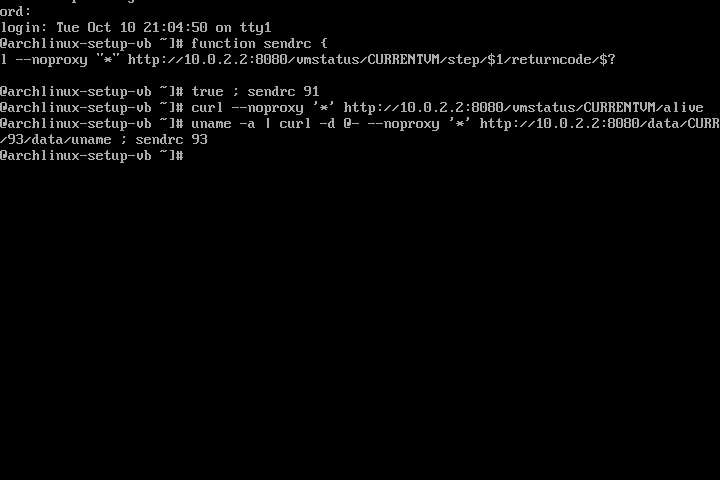 ord:
login: Tue Oct 10 21:04:50 on tty1
@archlinux-setup-vb ~]# function sendrc {
l --noproxy "*" http://10.0.2.2:8080/vmstatus/CURRENTVM/step/$1/returncode/$?
@archlinux-setup-vb ~]# true ; sendrc 91
@archlinux-setup-vb ~]# curl --noproxy '*' http://10.0.2.2:8080/vmstatus/CURRENTVM/alive
@archlinux-setup-vb ~]# uname -a | curl -d @- --noproxy '*' http://10.0.2.2:8080/data/CURR
/93/data/uname ; sendrc 93
@archlinux-setup-vb ~]#